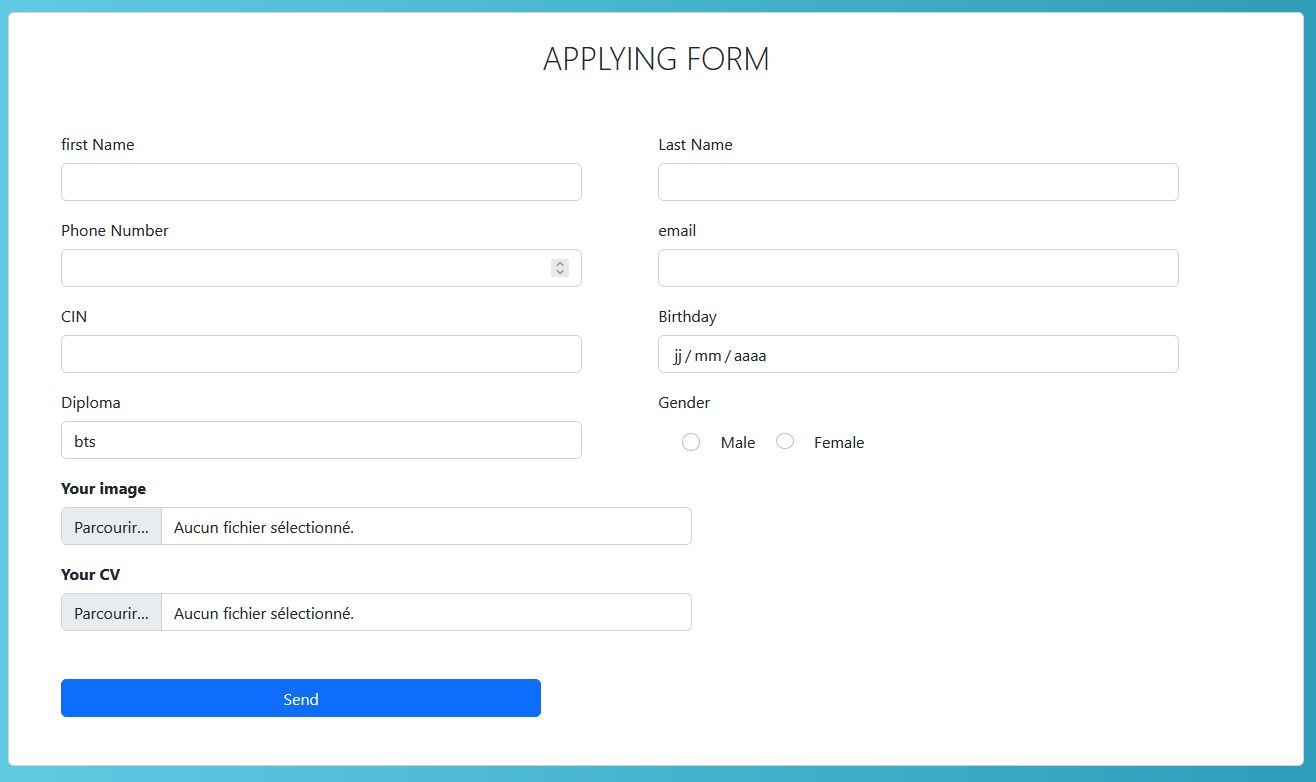 APPLYING FORM
first Name
Last Name
Phone Number
email
CIN
Birthday
jj / mm / aaaa
Diploma
Gender
bts
Male
Female
Your image
Parcourir... Aucun fichier sélectionné.
Your CV
Parcourir... Aucun fichier sélectionné.
Send